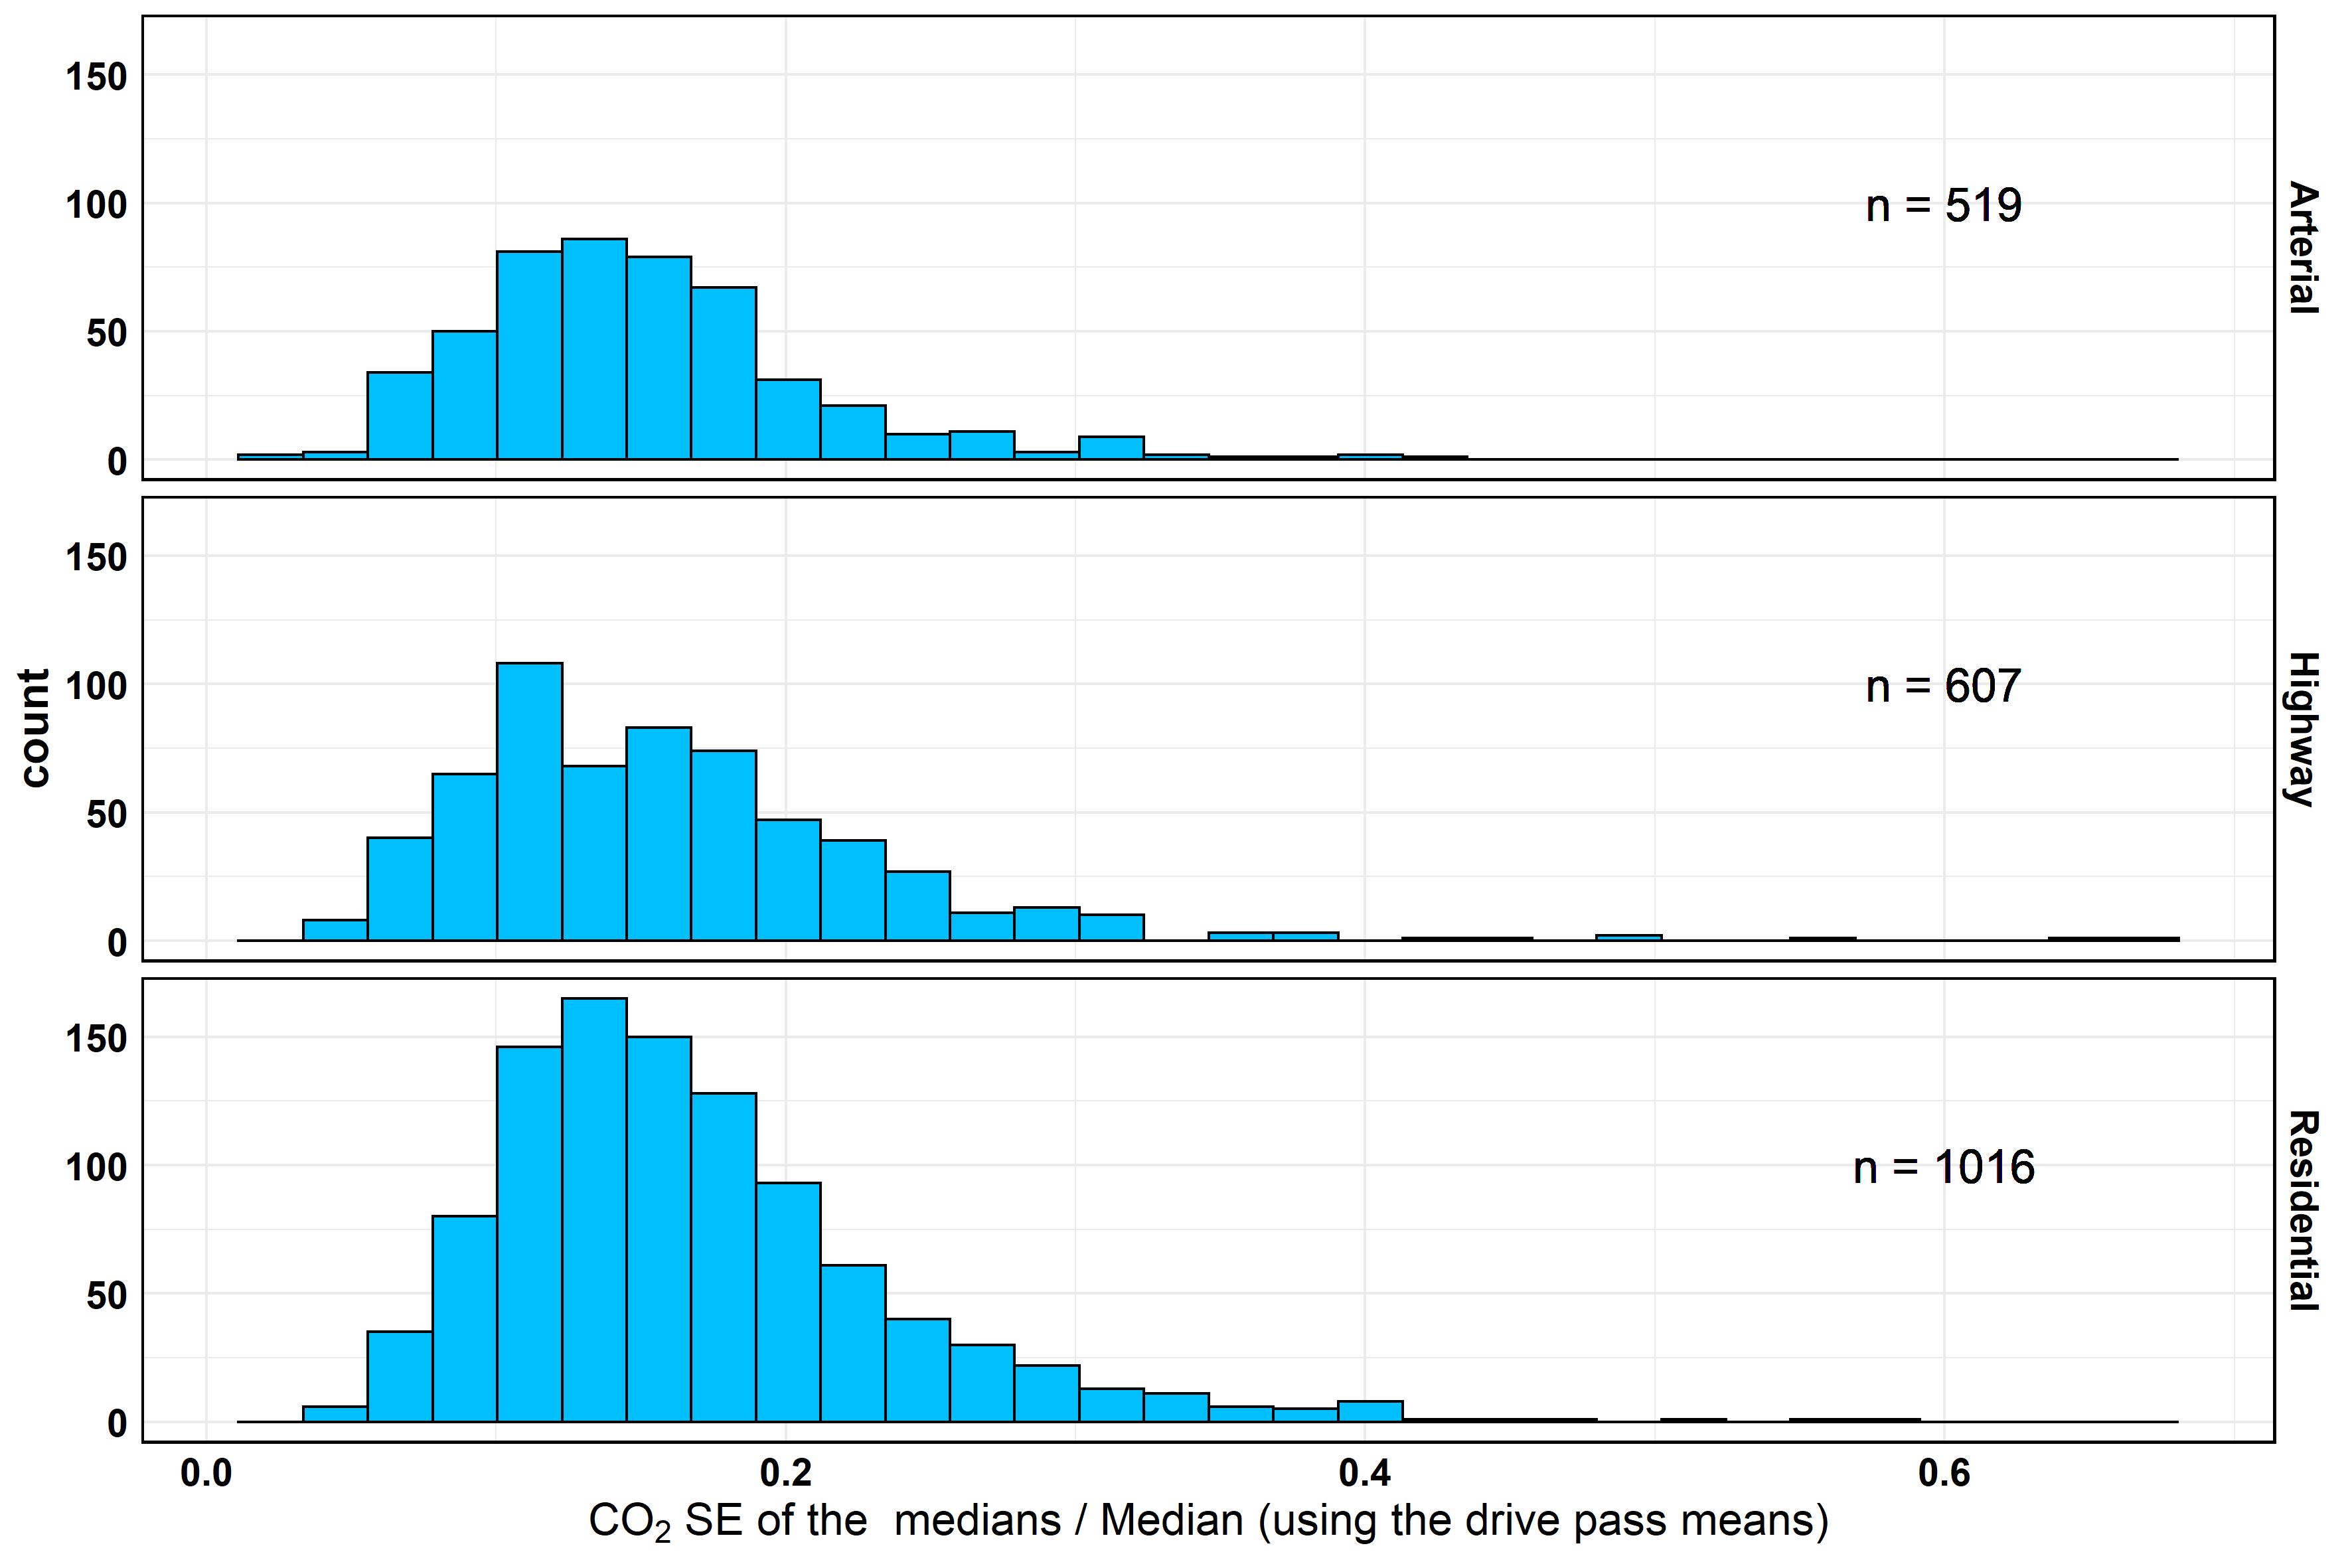 150
100
50
0
n = 519
Arterial
150
100
50
0
n = 607
Highway
count
150
100
50
0
n = 1016
Residential
0.0 0.2 0.4 0.6
CO₂ SE of the  medians / Median (using the drive pass means)